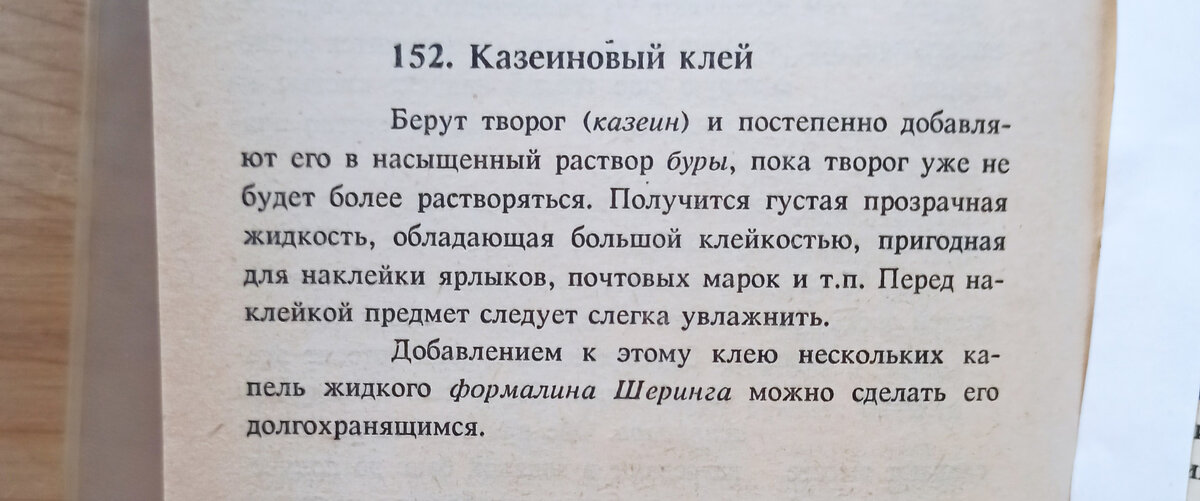 152. Казеиновый клей
Берут творог (казеин) и постепенно добавля-
ют его в насыщенный раствор буры, пока творог уже не
будет более растворяться. Получится густая прозрачная
жидкость, обладающая большой клейкостью, пригодная
для наклейки ярлыков, почтовых марок и т.п. Перед на-
клейкой предмет следует слегка увлажнить.
Добавлением к этому клею нескольких ка-
пель жидкого формалина Шеринга можно сделать его
долгохранящимся.